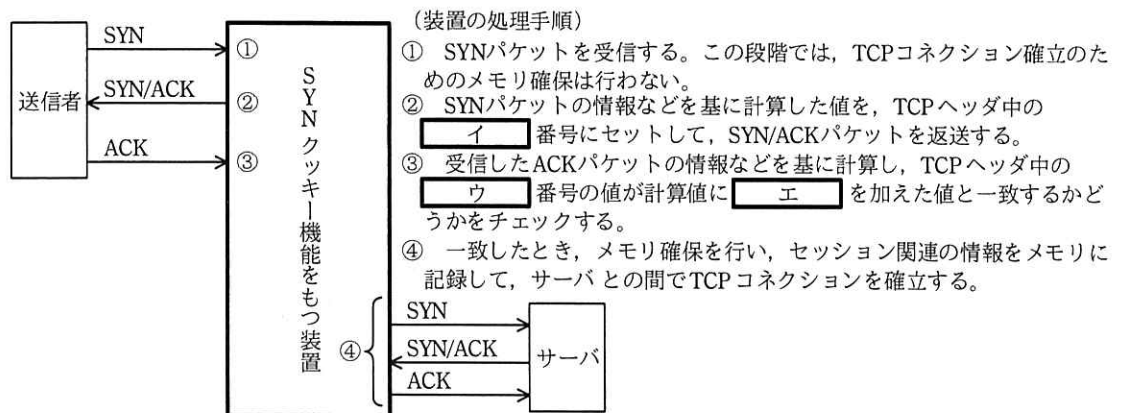 (装置の処理手順)
① SYNパケットを受信する。この段階では,TCPコネクション確立のた
めのメモリ確保は行わない。
② SYNパケットの情報などを基に計算した値を,TCPヘッダ中の
イ 番号にセットして,SYN/ACKパケットを返送する。
③ 受信したACKパケットの情報などを基に計算し,TCPヘッダ中の
ウ 番号の値が計算値に エ を加えた値と一致するかど
うかをチェックする。
④ 一致したとき,メモリ確保を行い,セッション関連の情報をメモリに
記録して,サーバとの間でTCPコネクションを確立する。
送信者
SYN
SYN/ACK
ACK
①
②
③
SYNクッキー機能をもつ装置
④
SYN
SYN/ACK
ACK
サーバ